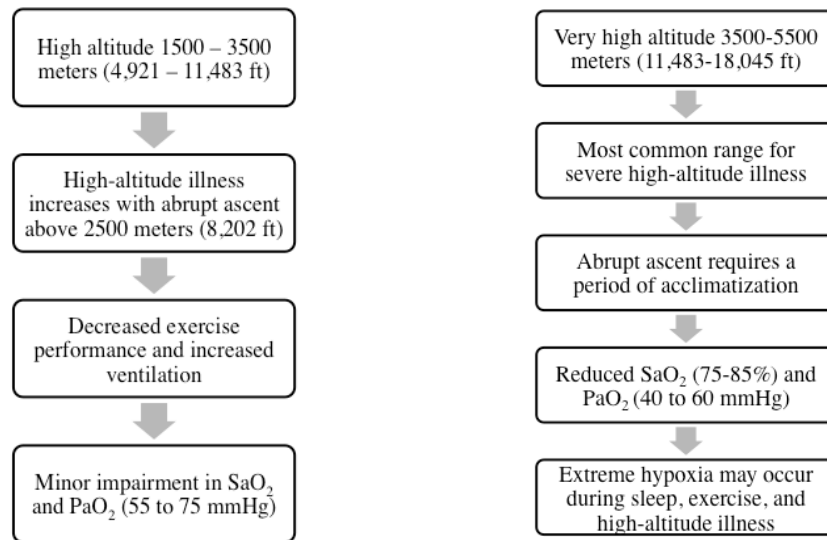 High altitude 1500 – 3500
meters (4,921 – 11,483 ft)
High-altitude illness
increases with abrupt ascent
above 2500 meters (8,202 ft)
Decreased exercise
performance and increased
ventilation
Minor impairment in SaO₂
and PaO₂ (55 to 75 mmHg)
Very high altitude 3500-5500
meters (11,483-18,045 ft)
Most common range for
severe high-altitude illness
Abrupt ascent requires a
period of acclimatization
Reduced SaO₂ (75-85%) and
PaO₂ (40 to 60 mmHg)
Extreme hypoxia may occur
during sleep, exercise, and
high-altitude illness